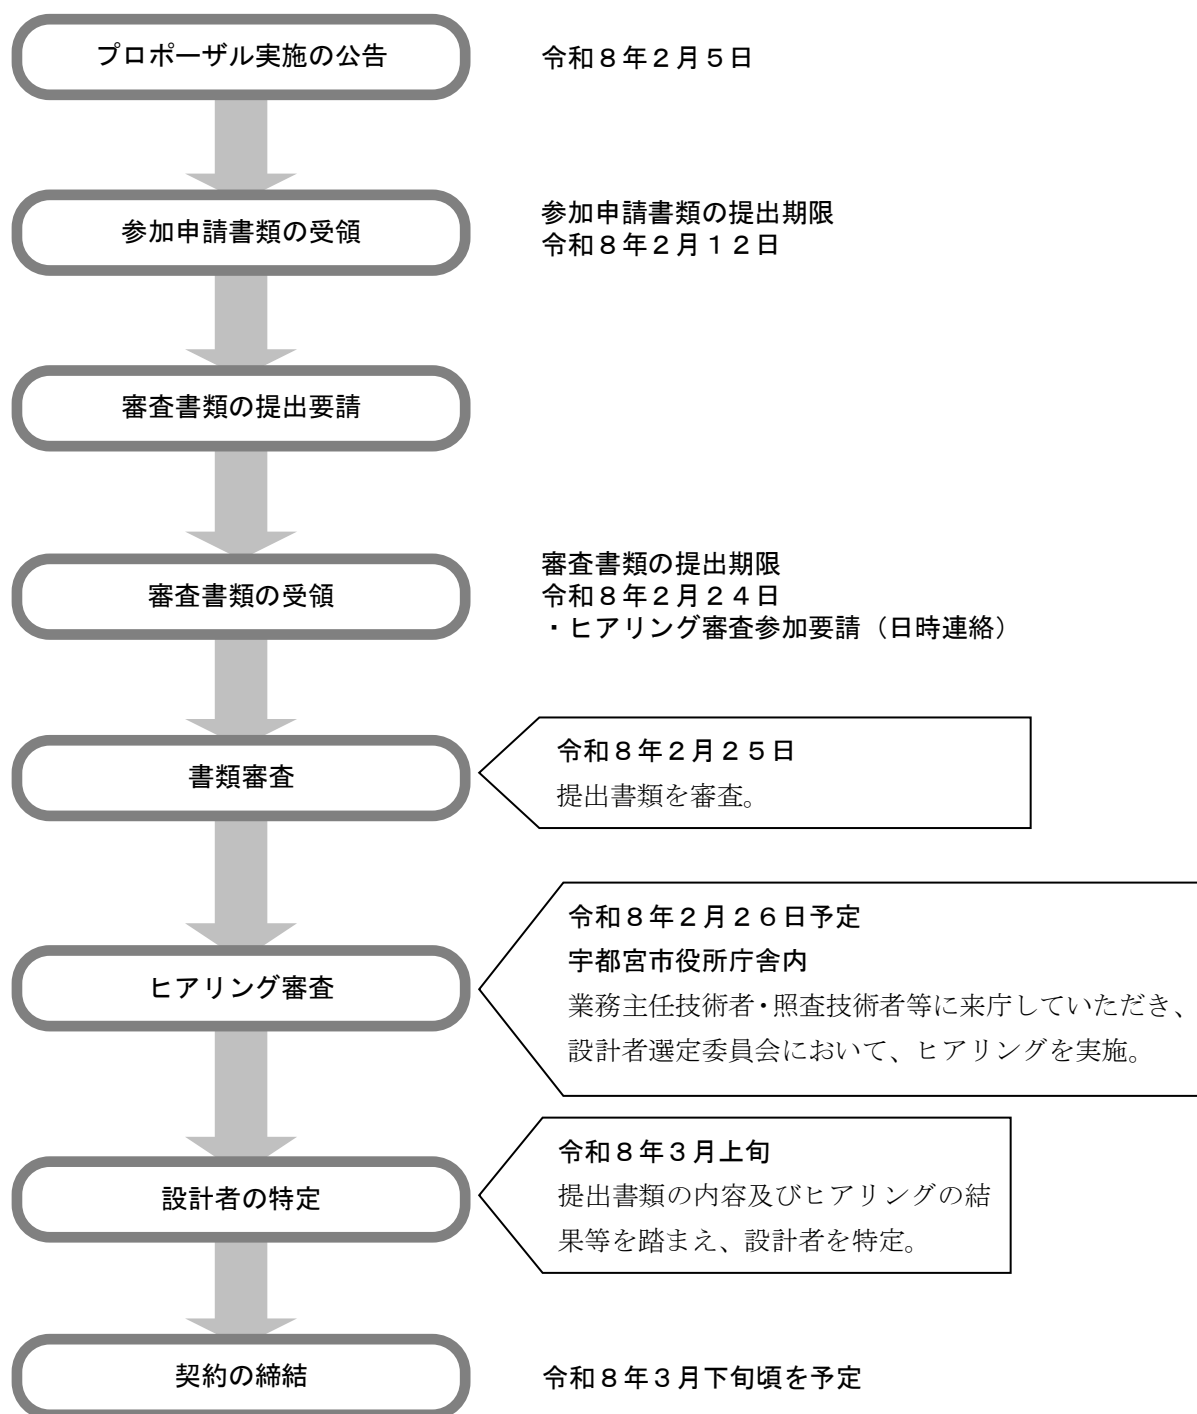 プロポーザル実施の公告
令和８年２月５日
参加申請書類の受領
参加申請書類の提出期限
令和８年２月１２日
審査書類の提出要請
審査書類の受領
審査書類の提出期限
令和８年２月２４日
・ヒアリング審査参加要請（日時連絡）
書類審査
令和８年２月２５日
提出書類を審査。
ヒアリング審査
令和８年２月２６日予定
宇都宮市役所庁舎内
業務主任技術者・照査技術者等に来庁していただき、
設計者選定委員会において、ヒアリングを実施。
設計者の特定
令和８年３月上旬
提出書類の内容及びヒアリングの結
果等を踏まえ、設計者を特定。
契約の締結
令和８年３月下旬頃を予定